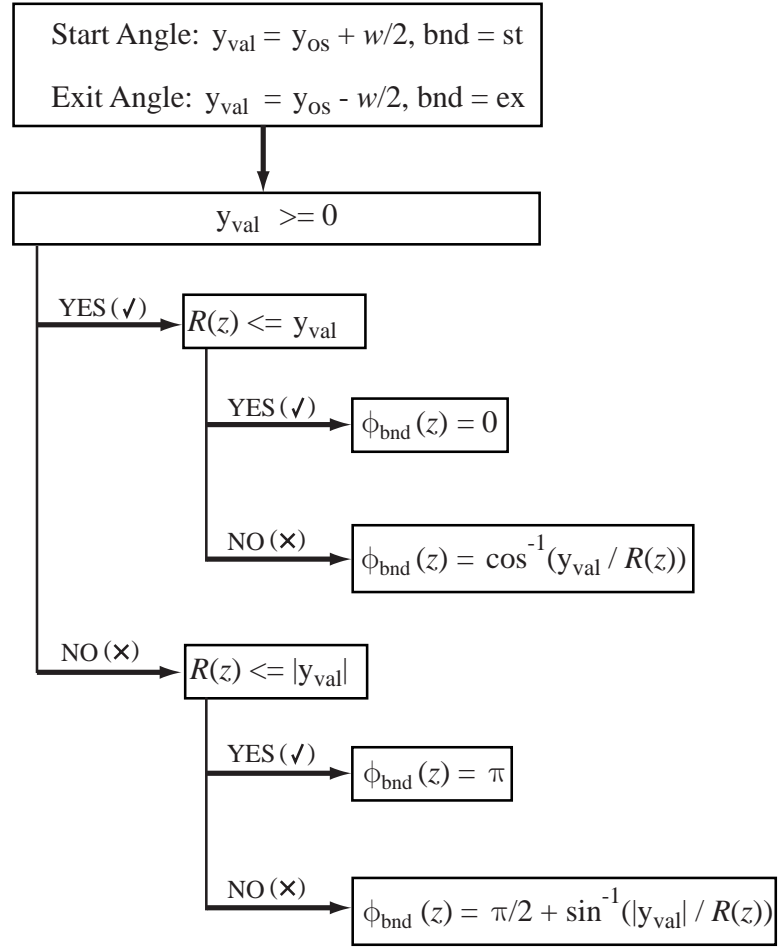 Start Angle: y_val = y_os + w/2, bnd = st
Exit Angle: y_val = y_os - w/2, bnd = ex
y_val >= 0
YES (✓)
R(z) <= y_val
YES (✓)
ϕ_bnd (z) = 0
NO (×)
ϕ_bnd (z) = cos^-1(y_val / R(z))
NO (×)
R(z) <= |y_val|
YES (✓)
ϕ_bnd (z) = π
NO (×)
ϕ_bnd (z) = π/2 + sin^-1(|y_val| / R(z))